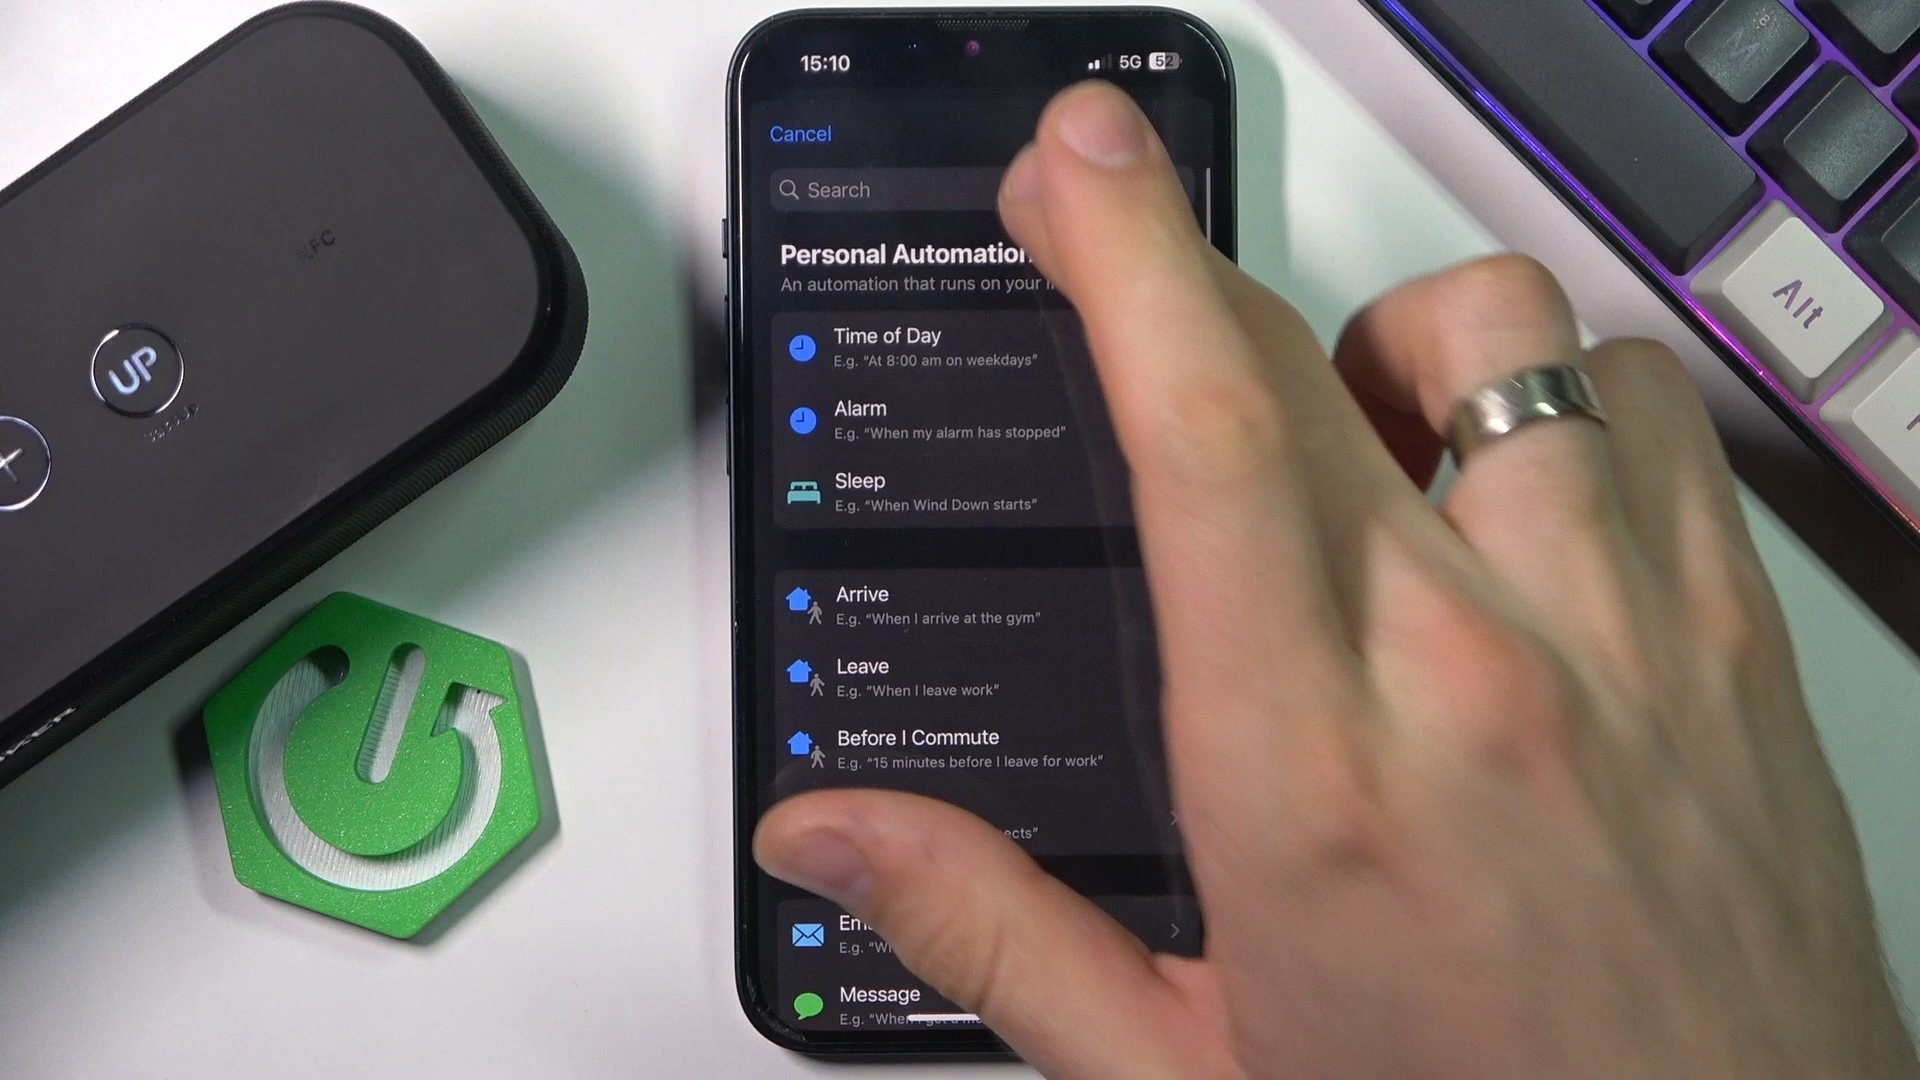 15:10
5G 52
Cancel
Search
Personal Automation
An automation that runs on your
Time of Day
E.g. “At 8:00 am on weekdays”
Alarm
E.g. “When my alarm has stopped”
Sleep
E.g. “When Wind Down starts”
Arrive
E.g. “When I arrive at the gym”
Leave
E.g. “When I leave work”
Before I Commute
E.g. “15 minutes before I leave for work”
ects”
Em
E.g. “W
Message
E.g. “When I get a me
NFC
UP
+
Alt